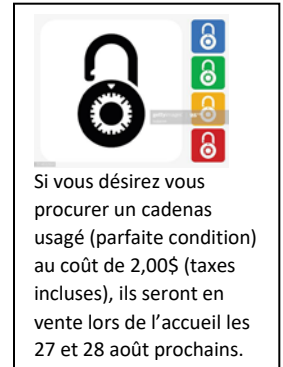 Si vous désirez vous
procurer un cadenas
usagé (parfaite condition)
au coût de 2,00$ (taxes
incluses), ils seront en
vente lors de l'accueil les
27 et 28 août prochains.